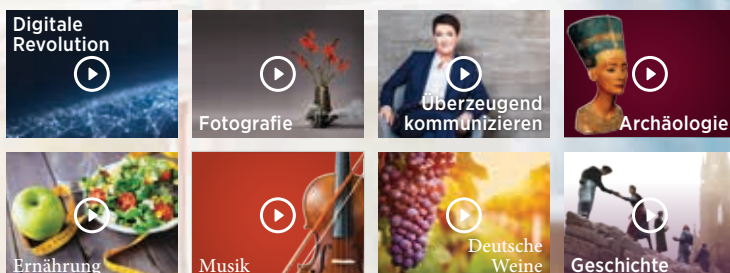 Digitale
Revolution
Fotografie
Überzeugend
kommunizieren
Archäologie
Ernährung
Musik
Deutsche
Weine
Geschichte